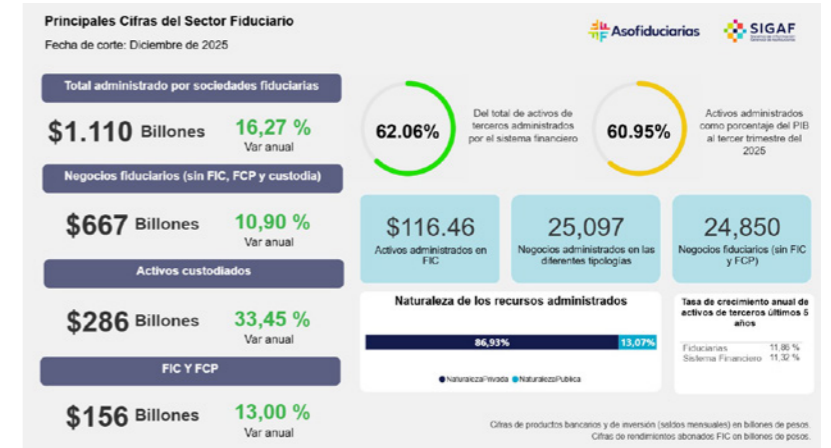 Principales Cifras del Sector Fiduciario
Fecha de corte: Diciembre de 2025
Asofiduciarias
SIGAF
Total administrado por sociedades fiduciarias
$1.110 Billones
16,27 %
Var anual
Negocios fiduciarios (sin FIC, FCP y custodia)
$667 Billones
10,90 %
Var anual
Activos custodiados
$286 Billones
33,45 %
Var anual
FIC Y FCP
$156 Billones
13,00 %
Var anual
62.06%
Del total de activos de
terceros administrados
por el sistema financiero
60.95%
Activos administrados
como porcentaje del PIB
al tercer trimestre del
2025
$116.46
Activos administrados en
FIC
25,097
Negocios administrados en las
diferentes tipologías
24,850
Negocios fiduciarios (sin FIC
y FCP)
Naturaleza de los recursos administrados
86,93%
13,07%
NaturalezaPrivada
NaturalezaPublica
Tasa de crecimiento anual de
activos de terceros últimos 5
años
Fiduciarias 11,86 %
Sistema Financiero 11,32 %
Cifras de productos bancarios y de inversión (saldos mensuales) en billones de pesos.
Cifras de rendimientos abonados FIC en billones de pesos.